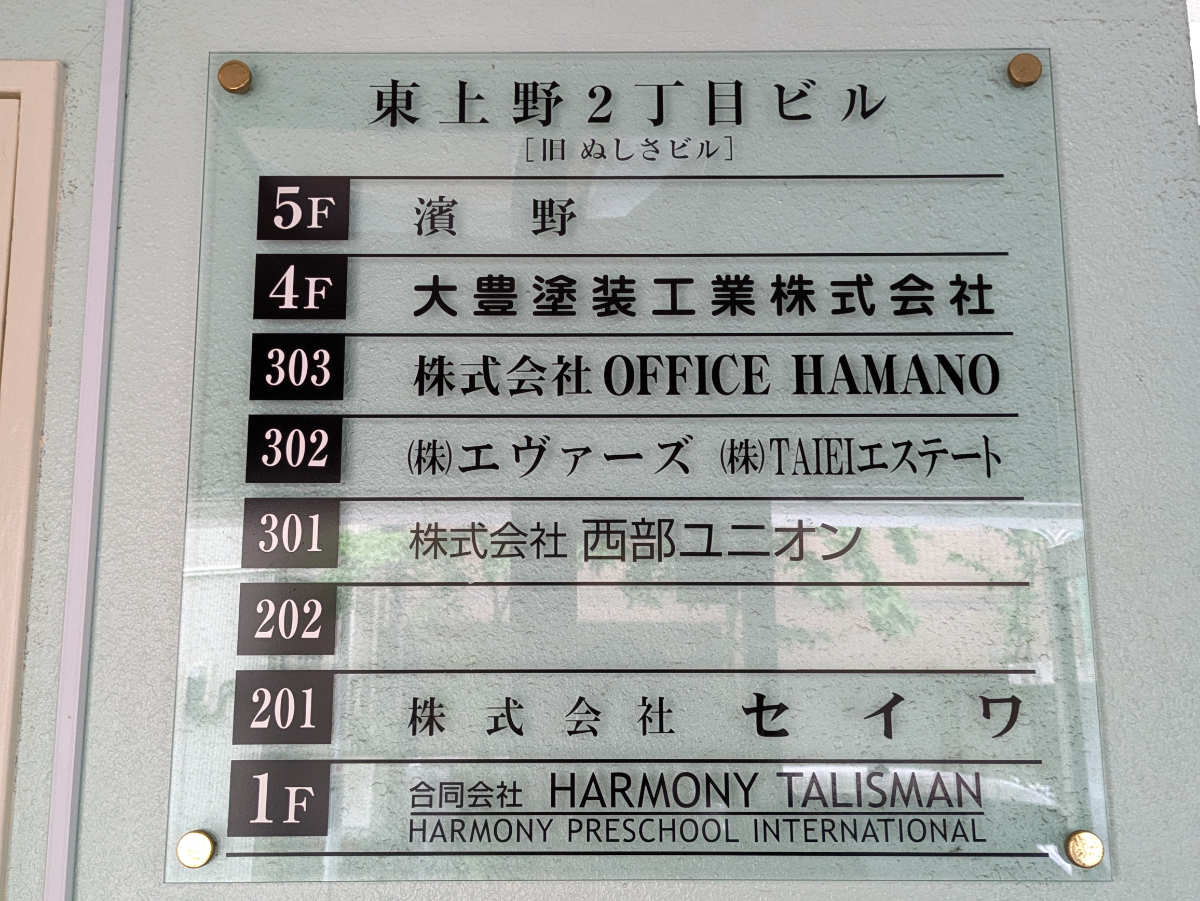 東上野2丁目ビル
[旧 ぬしさビル]
5F 濱野
4F 大豊塗装工業株式会社
303 株式会社 OFFICE HAMANO
302 (株)エヴァーズ (株)TAIEIエステート
301 株式会社 西部ユニオン
202
201 株式会社 セイワ
1F 合同会社 HARMONY TALISMAN
HARMONY PRESCHOOL INTERNATIONAL